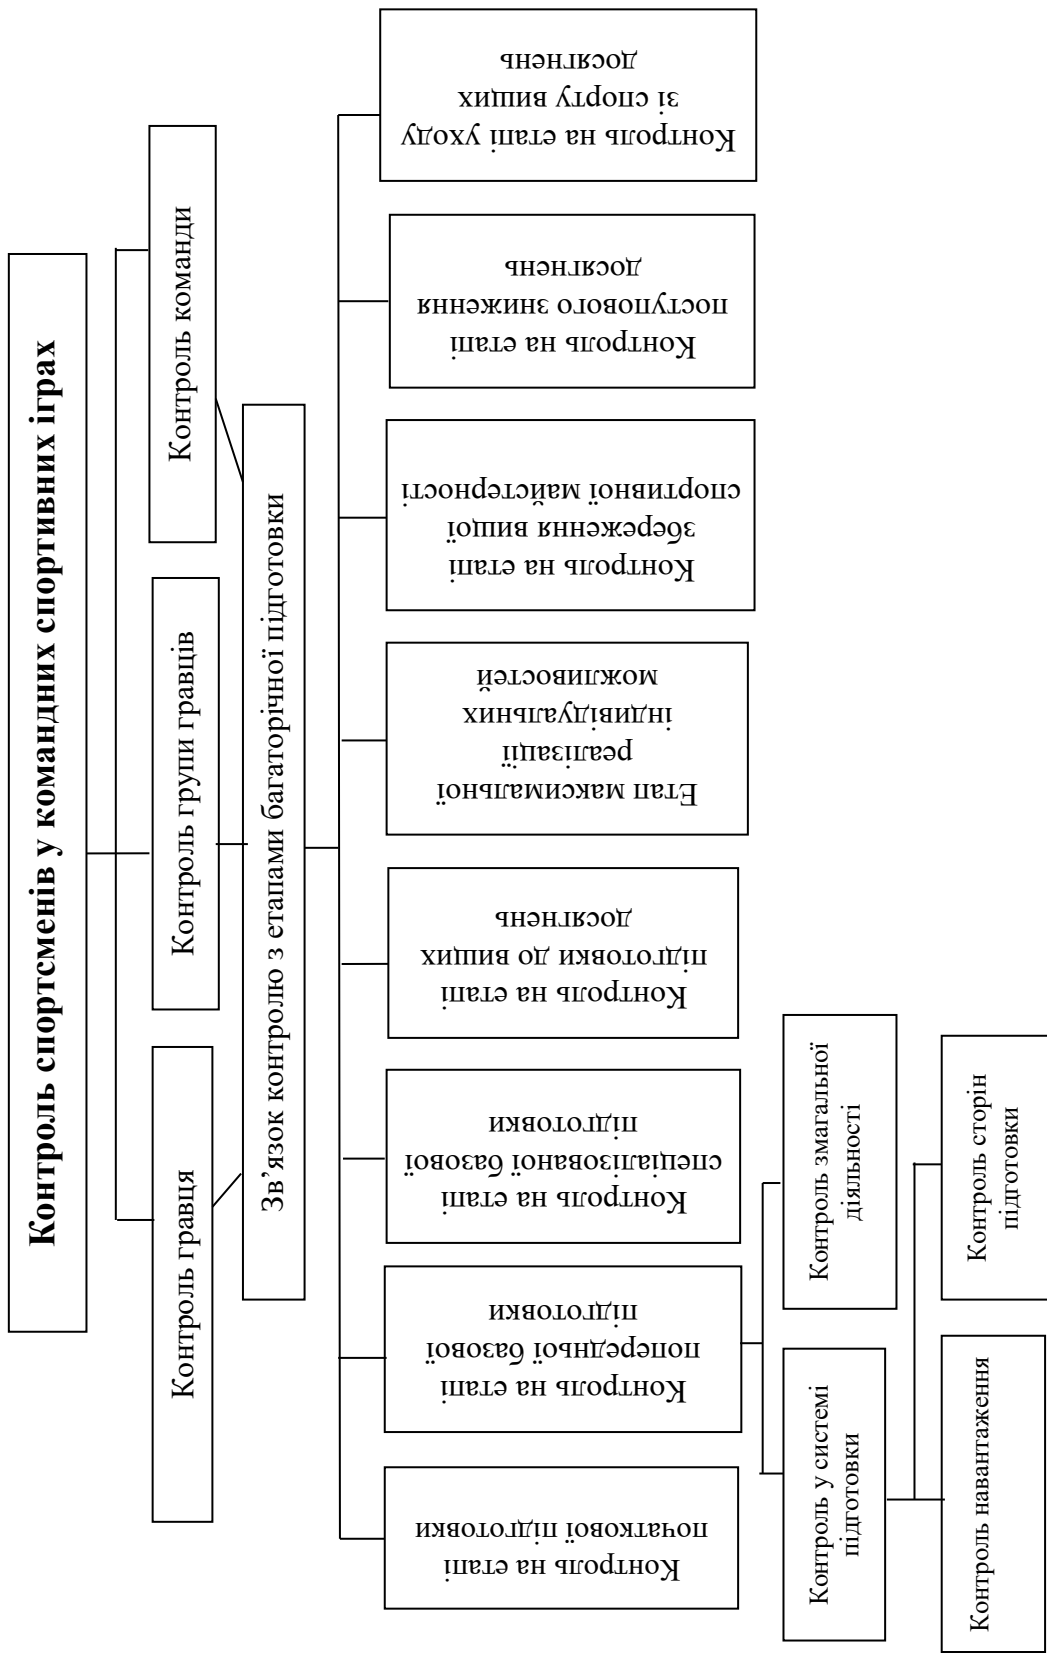 Контроль спортсменів у командних спортивних іграх
Контроль гравця
Контроль групи гравців
Контроль команди
Зв’язок контролю з етапами багаторічної підготовки
Контроль на етапі
початкової підготовки
Контроль на етапі
попередньої базової
підготовки
Контроль на етапі
спеціалізованої базової
підготовки
Контроль на етапі
підготовки до вищих
досягнень
Етап максимальної
реалізації
індивідуальних
можливостей
Контроль на етапі
збереження вищої
спортивної майстерності
Контроль на етапі
поступового зниження
досягнень
Контроль на етапі уходу
зі спорту вищих
досягнень
Контроль у системі
підготовки
Контроль змагальної
діяльності
Контроль навантаження
Контроль сторін
підготовки